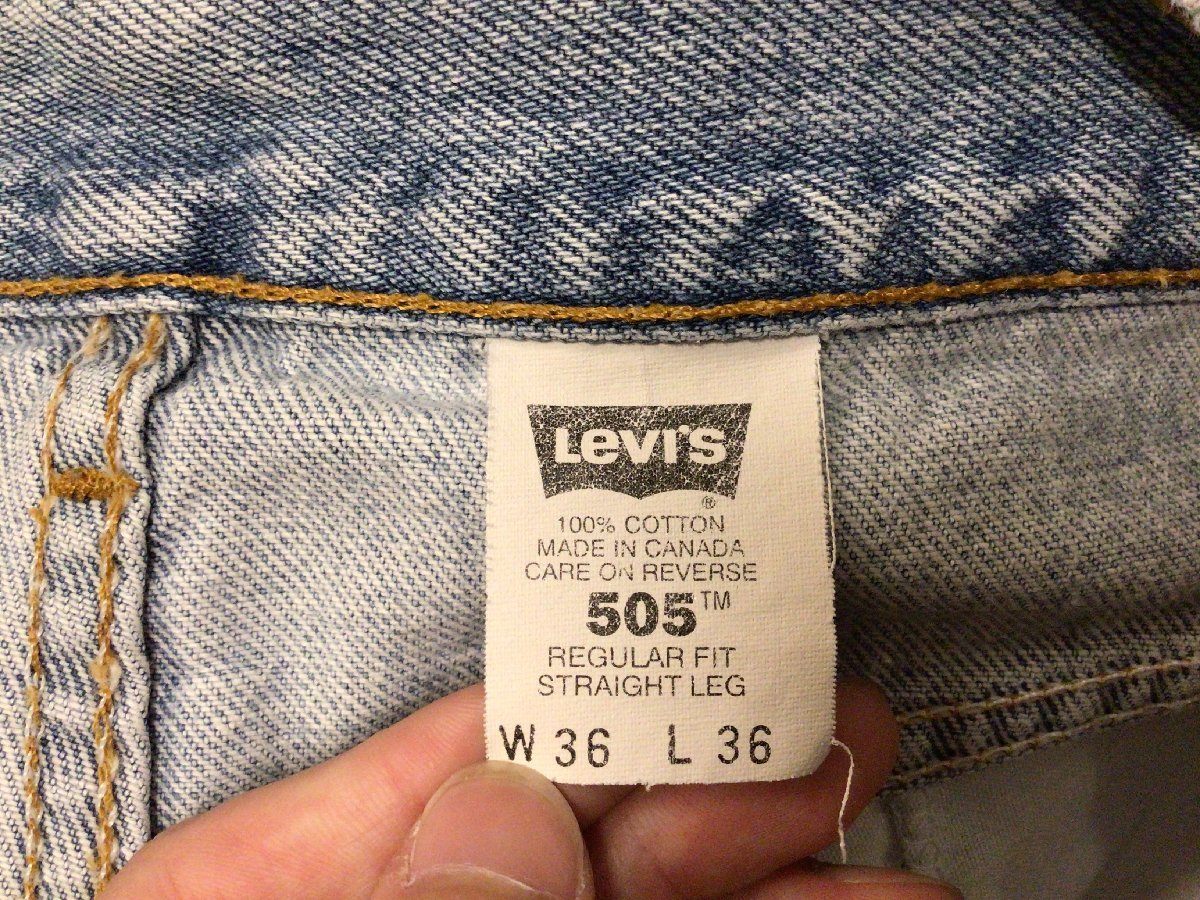 Levi's
®
100% COTTON
MADE IN CANADA
CARE ON REVERSE
505™
REGULAR FIT
STRAIGHT LEG
W 36 L 36